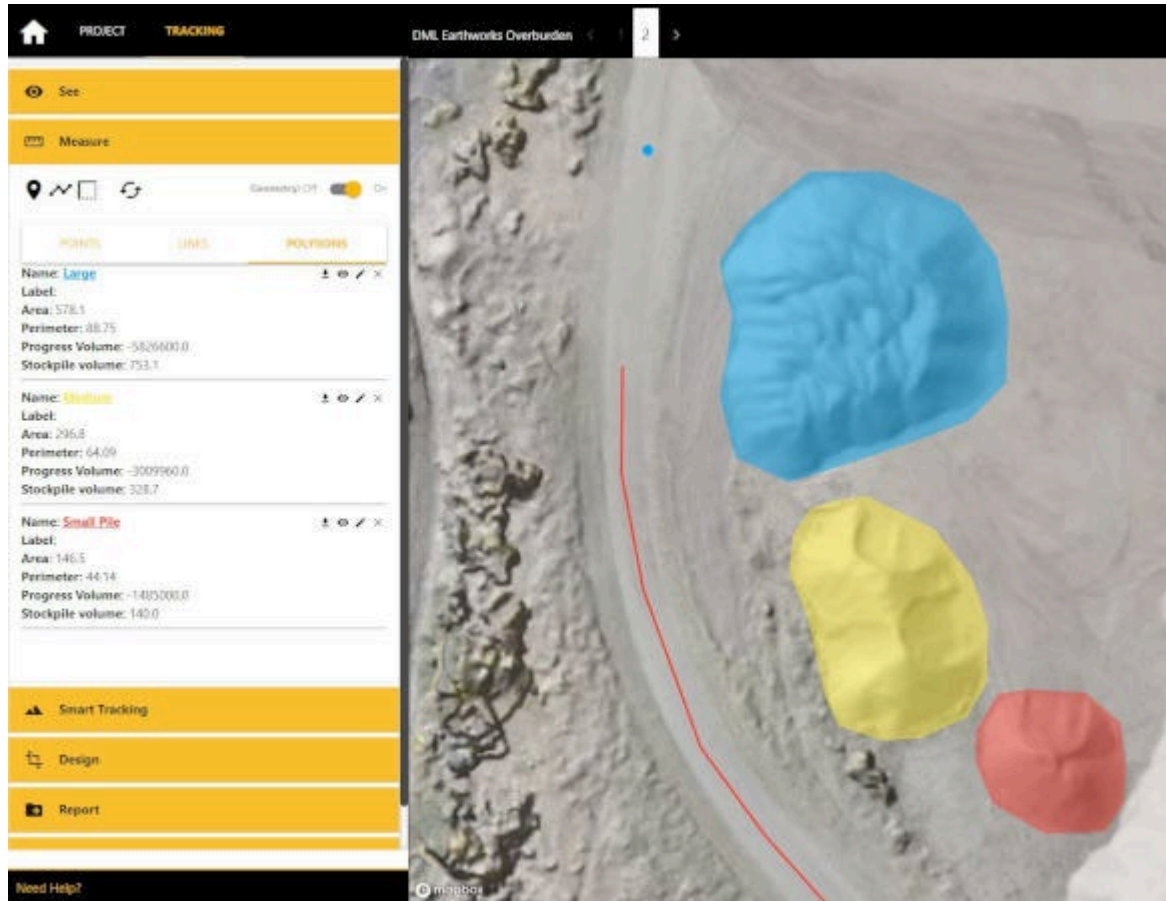 PROJECT
TRACKING
DML Earthworks Overburden
1
2
See
Measure
Geometry: Off
On
POINTS
LINES
POLYGONS
Name: Large
Label:
Area: 578.1
Perimeter: 88.75
Progress Volume: -5826600.0
Stockpile volume: 753.1
Name: Medium
Label:
Area: 296.8
Perimeter: 64.09
Progress Volume: -3009960.0
Stockpile volume: 328.7
Name: Small Pile
Label:
Area: 146.5
Perimeter: 44.14
Progress Volume: -1485000.0
Stockpile volume: 140.0
Smart Tracking
Design
Report
Need Help?
mapbox